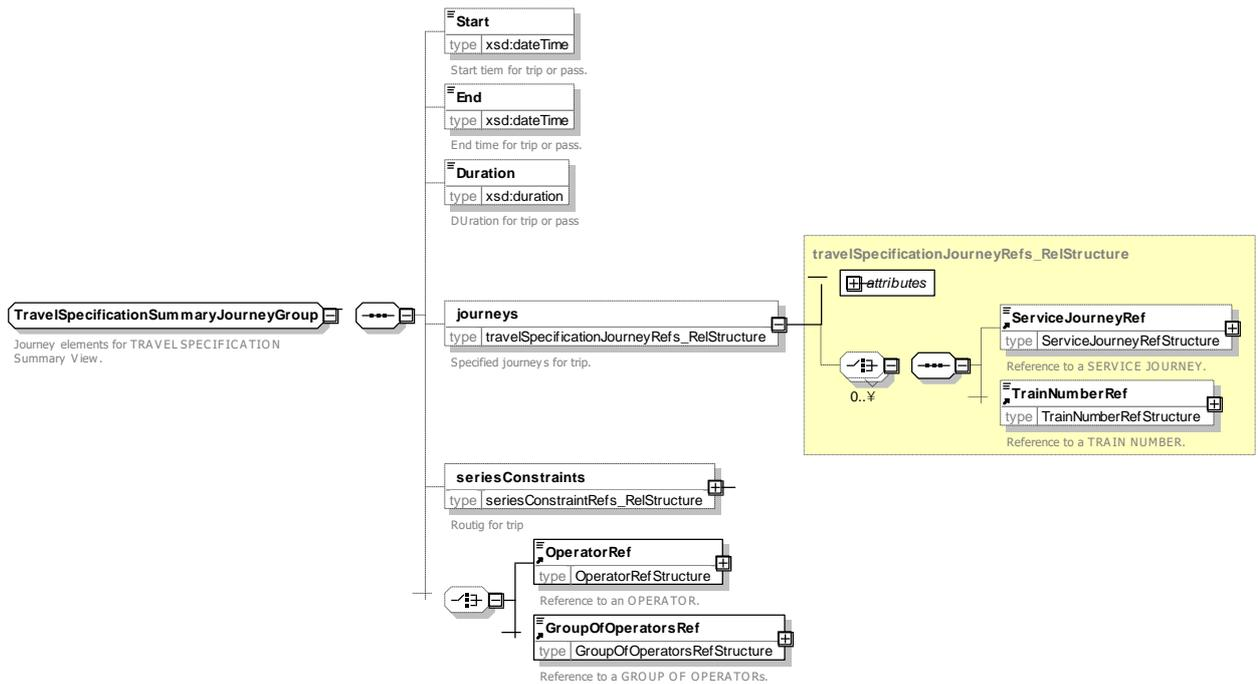 Start
type xsd:dateTime
Start tiem for trip or pass.
End
type xsd:dateTime
End time for trip or pass.
Duration
type xsd:duration
DUration for trip or pass
TravelSpecificationSummaryJourneyGroup
Journey elements for TRAVEL SPECIFICATION
Summary View.
journeys
type travelSpecificationJourneyRefs_RelStructure
Specified journeys for trip.
travelSpecificationJourneyRefs_RelStructure
attributes
0..¥
ServiceJourneyRef
type ServiceJourneyRefStructure
Reference to a SERVICE JOURNEY.
TrainNumberRef
type TrainNumberRefStructure
Reference to a TRAIN NUMBER.
seriesConstraints
type seriesConstraintRefs_RelStructure
Routig for trip
OperatorRef
type OperatorRefStructure
Reference to an OPERATOR.
GroupOfOperatorsRef
type GroupOfOperatorsRefStructure
Reference to a GROUP OF OPERATORs.